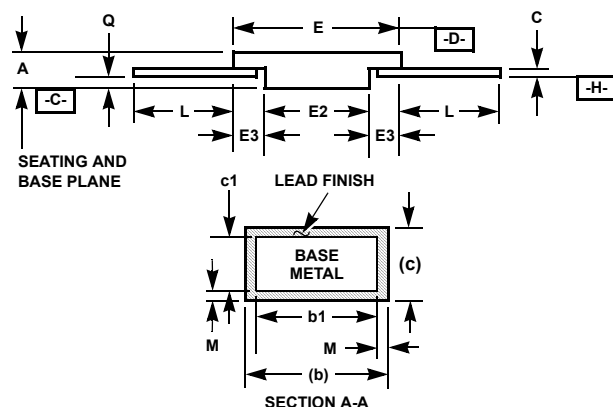 Q
E
C
A
-D-
-C-
-H-
L
E2
L
E3
E3
SEATING AND
BASE PLANE
c1
LEAD FINISH
BASE
METAL
(c)
b1
M
M
(b)
SECTION A-A